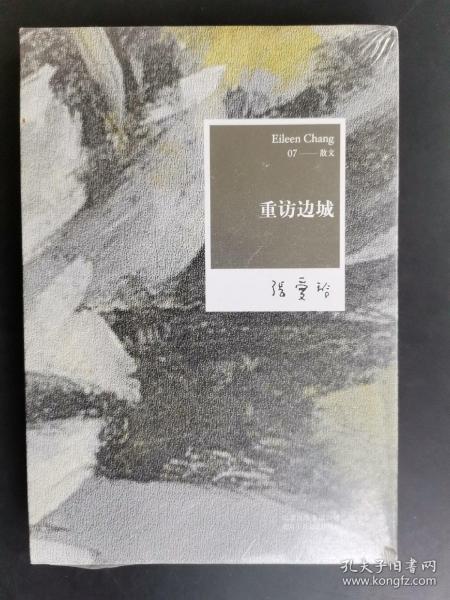 Eileen Chang
07——散文
重访边城
張愛玲
孔夫子旧书网
www.kongfz.com